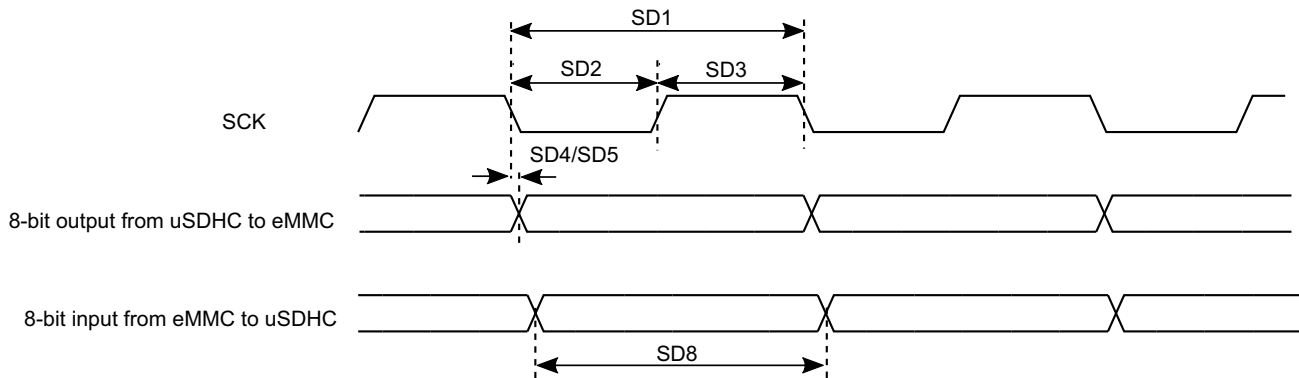 SD1
SD2
SD3
SCK
SD4/SD5
8-bit output from uSDHC to eMMC
8-bit input from eMMC to uSDHC
SD8